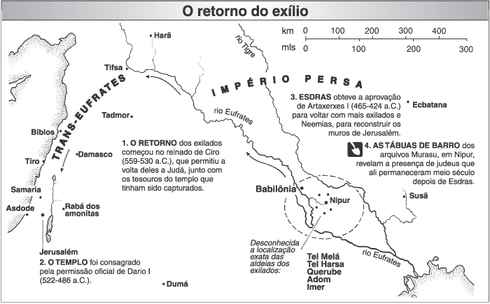 O retorno do exílio
km 0 100 200 300 400
mls 0 100 200 300
Hará
Tifsa
rio Tigre
IMPÉRIO PERSA
TRANS-EUFRATES
Tadmor
rio Eufrates
Ecbatana
Biblos
Tiro
Damasco
Samaria
Asdode
Rabá dos
amonitas
Jerusalém
Dumá
Babilônia
Nipur
Susã
rio Eufrates
1. O RETORNO dos exilados
começou no reinado de Ciro
(559-530 a.C.), que permitiu a
volta deles a Judá, junto com
os tesouros do templo que
tinham sido capturados.
2. O TEMPLO foi consagrado
pela permissão oficial de Dario I
(522-486 a.C.).
3. ESDRAS obteve a aprovação
de Artaxerxes I (465-424 a.C.)
para voltar com mais exilados e
Neemias, para reconstruir os
muros de Jerusalém.
4. AS TÁBUAS DE BARRO dos
arquivos Murasu, em Nipur,
revelam a presença de judeus que
ali permaneceram meio século
depois de Esdras.
Desconhecida
a localização
exata das
aldeias dos
exilados:
Tel Melá
Tel Harsa
Querube
Adom
Imer